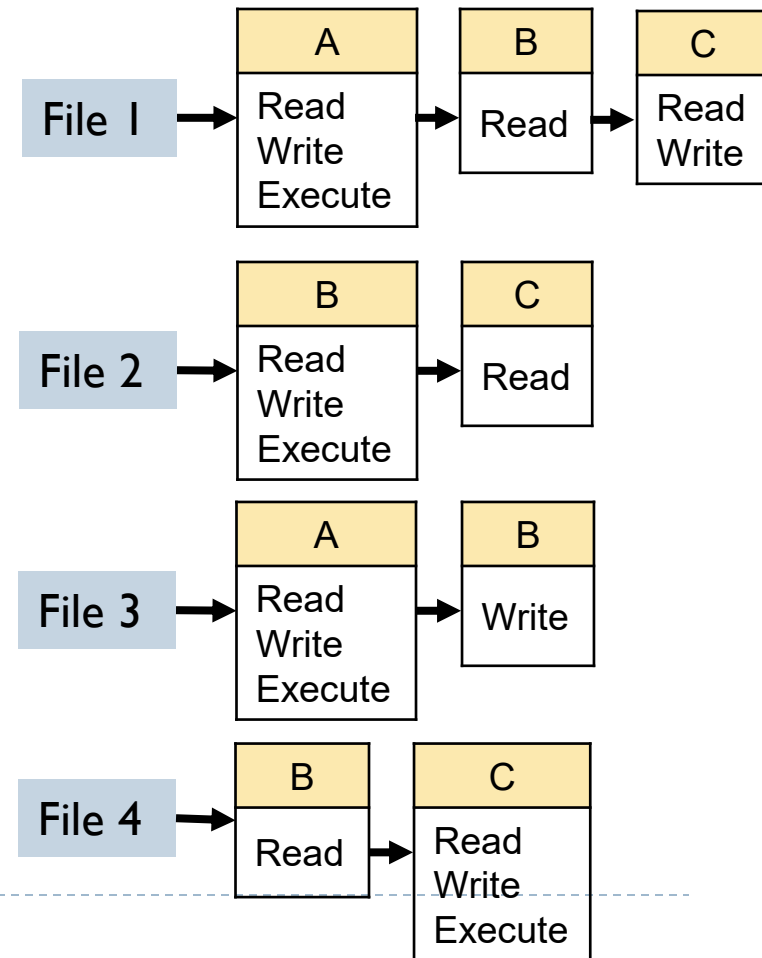 File 1
A
Read
Write
Execute
B
Read
C
Read
Write
File 2
B
Read
Write
Execute
C
Read
File 3
A
Read
Write
Execute
B
Write
File 4
B
Read
C
Read
Write
Execute